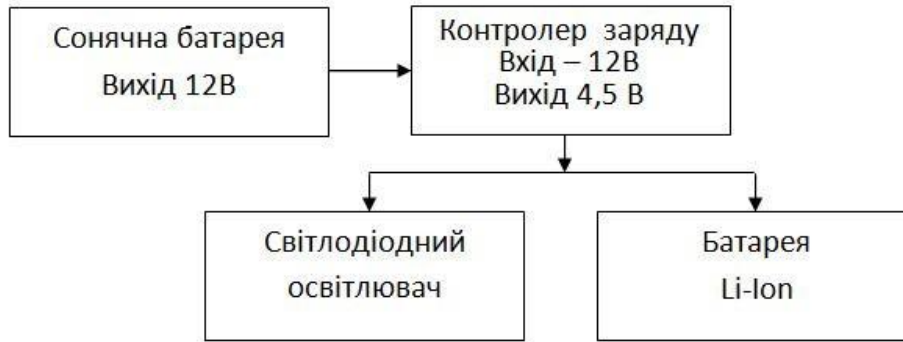 Сонячна батарея
Вихід 12В
Контролер заряду
Вхід – 12В
Вихід 4,5 В
Світлодіодний
освітлювач
Батарея
Li-Ion